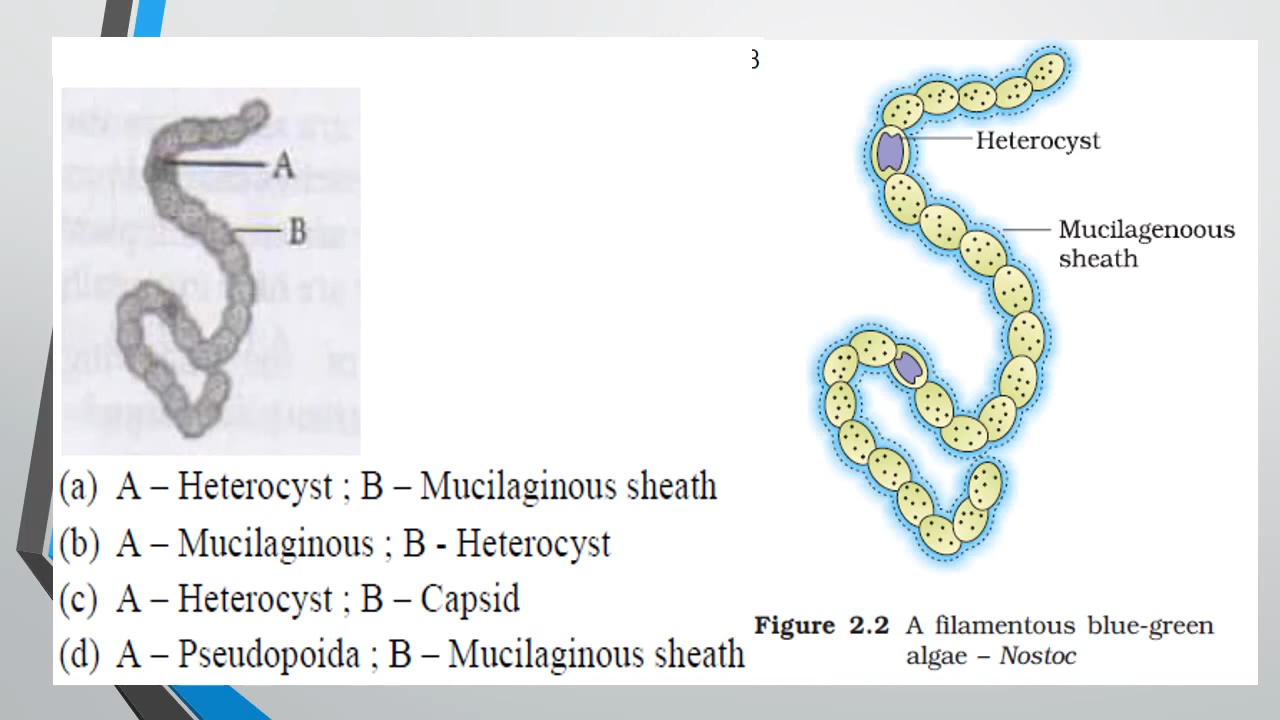 A
B
(a) A – Heterocyst ; B – Mucilaginous sheath
(b) A – Mucilaginous ; B - Heterocyst
(c) A – Heterocyst ; B – Capsid
(d) A – Pseudopoida ; B – Mucilaginous sheath
Heterocyst
Mucilagenoous
sheath
Figure 2.2 A filamentous blue-green
algae – Nostoc